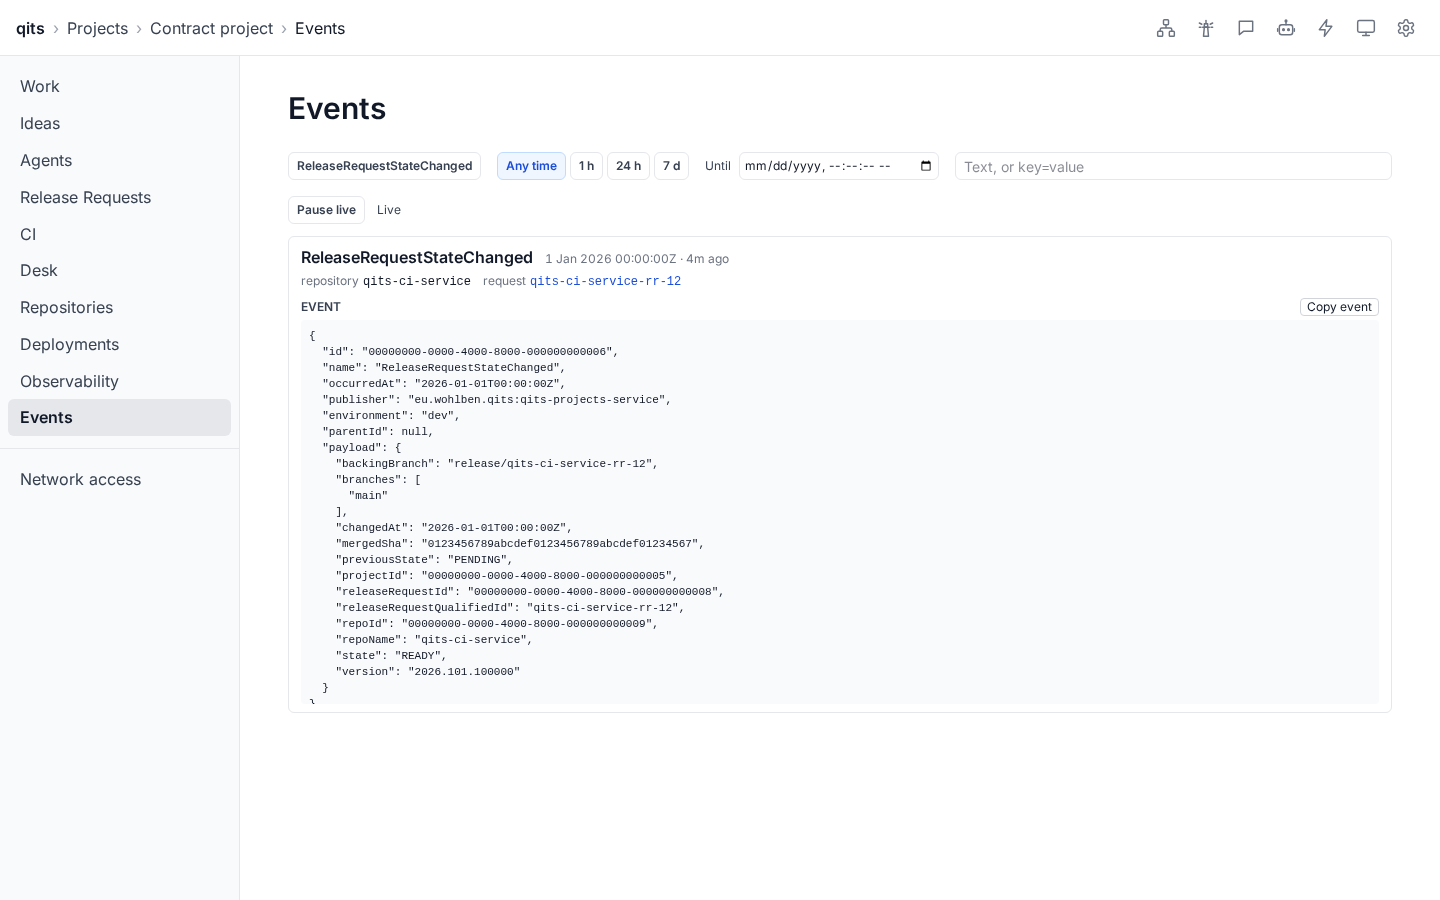 qits › Projects › Contract project › Events
Work
Ideas
Agents
Release Requests
CI
Desk
Repositories
Deployments
Observability
Events
Network access
Events
ReleaseRequestStateChanged Any time 1 h 24 h 7 d Until mm/dd/yyyy, --:--:-- -- Text, or key=value
Pause live Live
ReleaseRequestStateChanged 1 Jan 2026 00:00:00Z · 4m ago
repository qits-ci-service request qits-ci-service-rr-12
EVENT Copy event
{
  "id": "00000000-0000-4000-8000-000000000006",
  "name": "ReleaseRequestStateChanged",
  "occurredAt": "2026-01-01T00:00:00Z",
  "publisher": "eu.wohlben.qits:qits-projects-service",
  "environment": "dev",
  "parentId": null,
  "payload": {
    "backingBranch": "release/qits-ci-service-rr-12",
    "branches": [
      "main"
    ],
    "changedAt": "2026-01-01T00:00:00Z",
    "mergedSha": "0123456789abcdef0123456789abcdef01234567",
    "previousState": "PENDING",
    "projectId": "00000000-0000-4000-8000-000000000005",
    "releaseRequestId": "00000000-0000-4000-8000-000000000008",
    "releaseRequestQualifiedId": "qits-ci-service-rr-12",
    "repoId": "00000000-0000-4000-8000-000000000009",
    "repoName": "qits-ci-service",
    "state": "READY",
    "version": "2026.101.100000"
  }
}